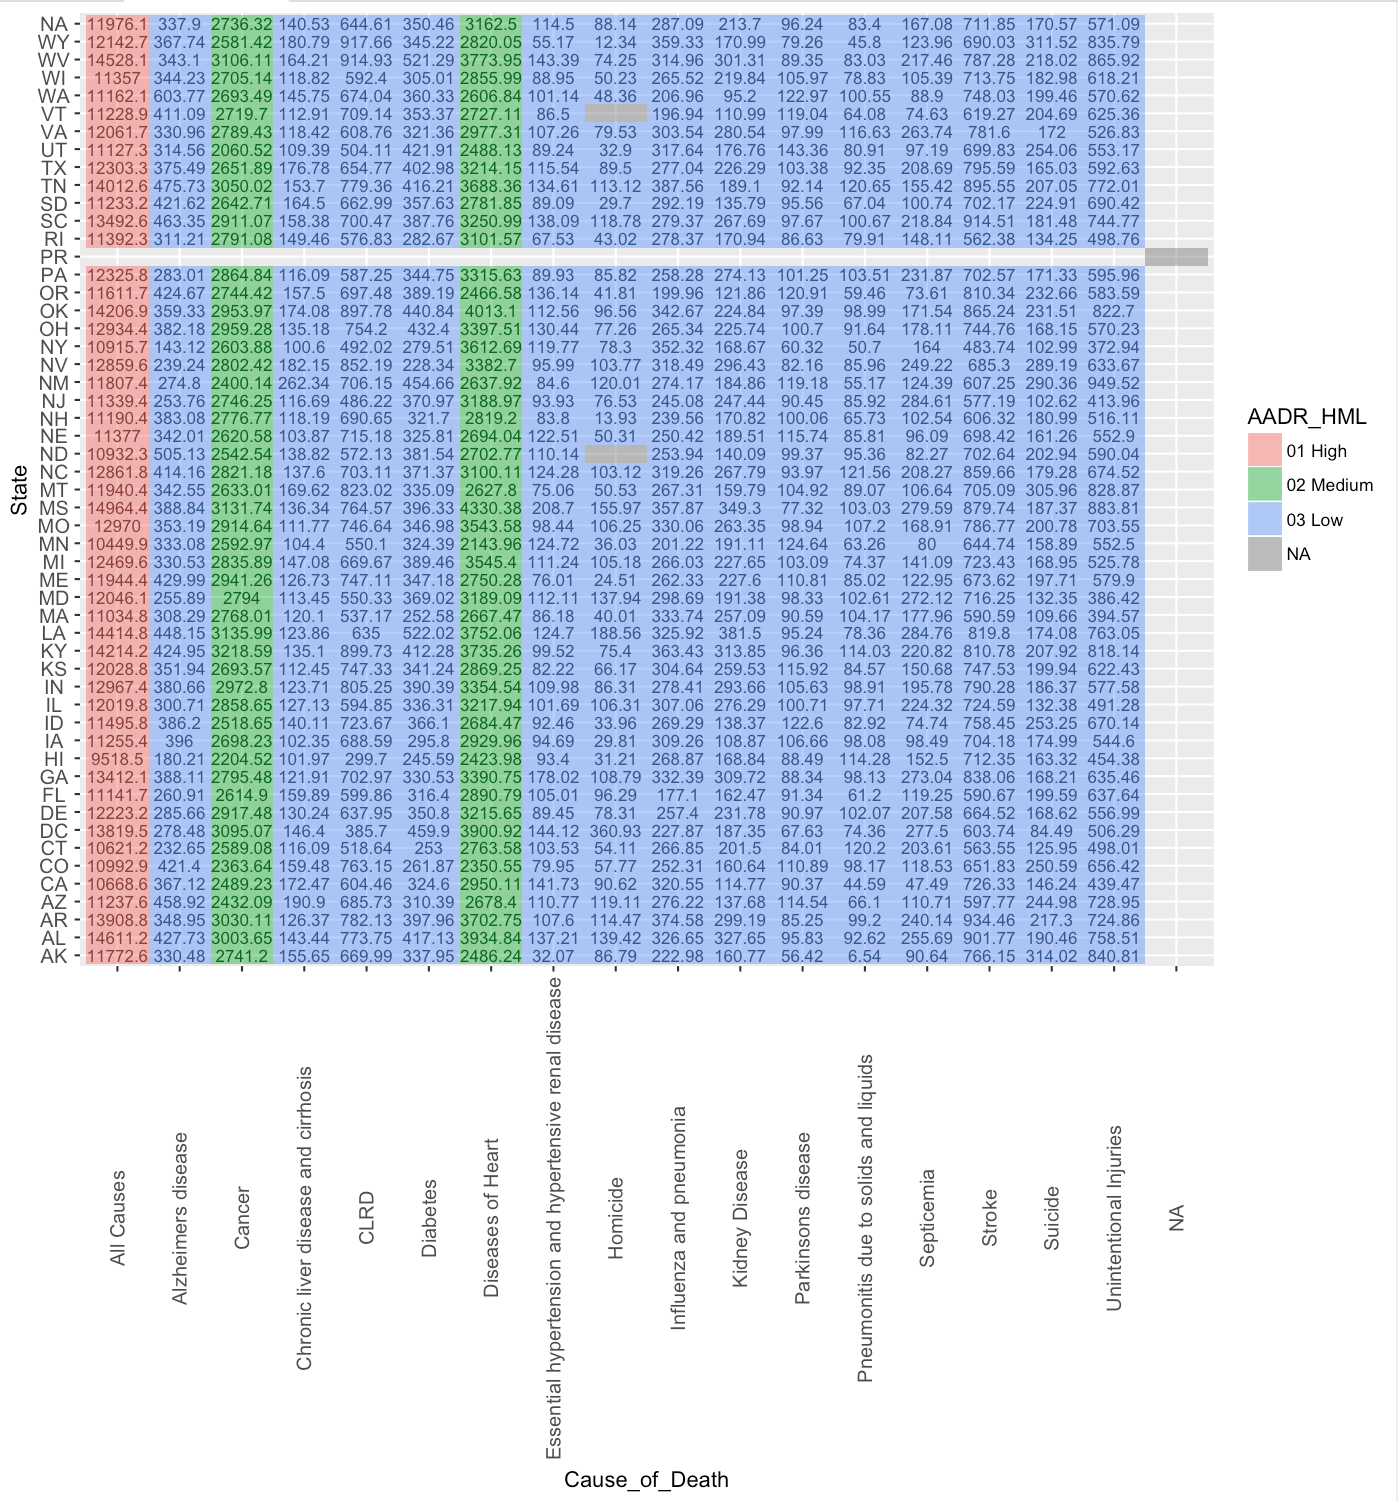 NA 11976.1 337.9 2736.32 140.53 644.61 350.46 3162.5 114.5 88.14 287.09 213.7 96.24 83.4 167.08 711.85 170.57 571.09
WY 12142.7 367.74 2581.42 180.79 917.66 345.22 2820.05 55.17 12.34 359.33 170.99 79.26 45.8 123.96 690.03 311.52 835.79
WV 14528.1 343.1 3106.11 164.21 914.93 521.29 3773.95 143.39 74.25 314.96 301.31 89.35 83.03 217.46 787.28 218.02 865.92
WI 11357 344.23 2705.14 118.82 592.4 305.01 2855.99 88.95 50.23 265.52 219.84 105.97 78.83 105.39 713.75 182.98 618.21
WA 11162.1 603.77 2693.49 145.75 674.04 360.33 2606.84 101.14 48.36 206.96 95.2 122.97 100.55 88.9 748.03 199.46 570.62
VT 11228.9 411.09 2719.7 112.91 709.14 353.37 2727.11 86.5 196.94 110.99 119.04 64.08 74.63 619.27 204.69 625.36
VA 12061.7 330.96 2789.43 118.42 608.76 321.36 2977.31 107.26 79.53 303.54 280.54 97.99 116.63 263.74 781.6 172 526.83
UT 11127.3 314.56 2060.52 109.39 504.11 421.91 2488.13 89.24 32.9 317.64 176.76 143.36 80.91 97.19 699.83 254.06 553.17
TX 12303.3 375.49 2651.89 176.78 654.77 402.98 3214.15 115.54 89.5 277.04 226.29 103.38 92.35 208.69 795.59 165.03 592.63
TN 14012.6 475.73 3050.02 153.7 779.36 416.21 3688.36 134.61 113.12 387.56 189.1 92.14 120.65 155.42 895.55 207.05 772.01
SD 11233.2 421.62 2642.71 164.5 662.99 357.63 2781.85 89.09 29.7 292.19 135.79 95.56 67.04 100.74 702.17 224.91 690.42
SC 13492.6 463.35 2911.07 158.38 700.47 387.76 3250.99 138.09 118.78 279.37 267.69 97.67 100.67 218.84 914.51 181.48 744.77
RI 11392.3 311.21 2791.08 149.46 576.83 282.67 3101.57 67.53 43.02 278.37 170.94 86.63 79.91 148.11 562.38 134.25 498.76
PR
PA 12325.8 283.01 2864.84 116.09 587.25 344.75 3315.63 89.93 85.82 258.28 274.13 101.25 103.51 231.87 702.57 171.33 595.96
OR 11611.7 424.67 2744.42 157.5 697.48 389.19 2466.58 136.14 41.81 199.96 121.86 120.91 59.46 73.61 810.34 232.66 583.59
OK 14206.9 359.33 2953.97 174.08 897.78 440.84 4013.1 112.56 96.56 342.67 224.84 97.39 98.99 171.54 865.24 231.51 822.7
OH 12934.4 382.18 2959.28 135.18 754.2 432.4 3397.51 130.44 77.26 265.34 225.74 100.7 91.64 178.11 744.76 168.15 570.23
NY 10915.7 143.12 2603.88 100.6 492.02 279.51 3612.69 119.77 78.3 352.32 168.67 60.32 50.7 164 483.74 102.99 372.94
NV 12859.6 239.24 2802.42 182.15 852.19 228.34 3382.7 95.99 103.77 318.49 296.43 82.16 85.96 249.22 685.3 289.19 633.67
NM 11807.4 274.8 2400.14 262.34 706.15 454.66 2637.92 84.6 120.01 274.17 184.86 119.18 55.17 124.39 607.25 290.36 949.52
NJ 11339.4 253.76 2746.25 116.69 486.22 370.97 3188.97 93.93 76.53 245.08 247.44 90.45 85.92 284.61 577.19 102.62 413.96
NH 11190.4 383.08 2776.77 118.19 690.65 321.7 2819.2 83.8 13.93 239.56 170.82 100.06 65.73 102.54 606.32 180.99 516.11
NE 11377 342.01 2620.58 103.87 715.18 325.81 2694.04 122.51 50.31 250.42 189.51 115.74 85.81 96.09 698.42 161.26 552.9
ND 10932.3 505.13 2542.54 138.82 572.13 381.54 2702.77 110.14 253.94 140.09 99.37 95.36 82.27 702.64 202.94 590.04
NC 12861.8 414.16 2821.18 137.6 703.11 371.37 3100.11 124.28 103.12 319.26 267.79 93.97 121.56 208.27 859.66 179.28 674.52
MT 11940.4 342.55 2633.01 169.62 823.02 335.09 2627.8 75.06 50.53 267.31 159.79 104.92 89.07 106.64 705.09 305.96 828.87
MS 14964.4 388.84 3131.74 136.34 764.57 396.33 4330.38 208.7 155.97 357.87 349.3 77.32 103.03 279.59 879.74 187.37 883.81
MO 12970 353.19 2914.64 111.77 746.64 346.98 3543.58 98.44 106.25 330.06 263.35 98.94 107.2 168.91 786.77 200.78 703.55
MN 10449.9 333.08 2592.97 104.4 550.1 324.39 2143.96 124.72 36.03 201.22 191.11 124.64 63.26 80 644.74 158.89 552.5
MI 12469.6 330.53 2835.89 147.08 669.67 389.46 3545.4 111.24 105.18 266.03 227.65 103.09 74.37 141.09 723.43 168.95 525.78
ME 11944.4 429.99 2941.26 126.73 747.11 347.18 2750.28 76.01 24.51 262.33 227.6 110.81 85.02 122.95 673.62 197.71 579.9
MD 12046.1 255.89 2794 113.45 550.33 369.02 3189.09 112.11 137.94 298.69 191.38 98.33 102.61 272.12 716.25 132.35 386.42
MA 11034.8 308.29 2768.01 120.1 537.17 252.58 2667.47 86.18 40.01 333.74 257.09 90.59 104.17 177.96 590.59 109.66 394.57
LA 14414.8 448.15 3135.99 123.86 635 522.02 3752.06 124.7 188.56 325.92 381.5 95.24 78.36 284.76 819.8 174.08 763.05
KY 14214.2 424.95 3218.59 135.1 899.73 412.28 3735.26 99.52 75.4 363.43 313.85 96.36 114.03 220.82 810.78 207.92 818.14
KS 12028.8 351.94 2693.57 112.45 747.33 341.24 2869.25 82.22 66.17 304.64 259.53 115.92 84.57 150.68 747.53 199.94 622.43
IN 12967.4 380.66 2972.8 123.71 805.25 390.39 3354.54 109.98 86.31 278.41 293.66 105.63 98.91 195.78 790.28 186.37 577.58
IL 12019.8 300.71 2858.65 127.13 594.85 336.31 3217.94 101.69 106.31 307.06 276.29 100.71 97.71 224.32 724.59 132.38 491.28
ID 11495.8 386.2 2518.65 140.11 723.67 366.1 2684.47 92.46 33.96 269.29 138.37 122.6 82.92 74.74 758.45 253.25 670.14
IA 11255.4 396 2698.23 102.35 688.59 295.8 2929.96 94.69 29.81 309.26 108.87 106.66 98.08 98.49 704.18 174.99 544.6
HI 9518.5 180.21 2204.52 101.97 299.7 245.59 2423.98 93.4 31.21 268.87 168.84 88.49 114.28 152.5 712.35 163.32 454.38
GA 13412.1 388.11 2795.48 121.91 702.97 330.53 3390.75 178.02 108.79 332.39 309.72 88.34 98.13 273.04 838.06 168.21 635.46
FL 11141.7 260.91 2614.9 159.89 599.86 316.4 2890.79 105.01 96.29 177.1 162.47 91.34 61.2 119.25 590.67 199.59 637.64
DE 12223.2 285.66 2917.48 130.24 637.95 350.8 3215.65 89.45 78.31 257.4 231.78 90.97 102.07 207.58 664.52 168.62 556.99
DC 13819.5 278.48 3095.07 146.4 385.7 459.9 3900.92 144.12 360.93 227.87 187.35 67.63 74.36 277.5 603.74 84.49 506.29
CT 10621.2 232.65 2589.08 116.09 518.64 253 2763.58 103.53 54.11 266.85 201.5 84.01 120.2 203.61 563.55 125.95 498.01
CO 10992.9 421.4 2363.64 159.48 763.15 261.87 2350.55 79.95 57.77 252.31 160.64 110.89 98.17 118.53 651.83 250.59 656.42
CA 10668.6 367.12 2489.23 172.47 604.46 324.6 2950.11 141.73 90.62 320.55 114.77 90.37 44.59 47.49 726.33 146.24 439.47
AZ 11237.6 458.92 2432.09 190.9 685.73 310.39 2678.4 110.77 119.11 276.22 137.68 114.54 66.1 110.71 597.77 244.98 728.95
AR 13908.8 348.95 3030.11 126.37 782.13 397.96 3702.75 107.6 114.47 374.58 299.19 85.25 99.2 240.14 934.46 217.3 724.86
AL 14611.2 427.73 3003.65 143.44 773.75 417.13 3934.84 137.21 139.42 326.65 327.65 95.83 92.62 255.69 901.77 190.46 758.51
AK 11772.6 330.48 2741.2 155.65 669.99 337.95 2486.24 32.07 86.79 222.98 160.77 56.42 6.54 90.64 766.15 314.02 840.81
State
All Causes
Alzheimers disease
Cancer
Chronic liver disease and cirrhosis
CLRD
Diabetes
Diseases of Heart
Essential hypertension and hypertensive renal disease
Homicide
Influenza and pneumonia
Kidney Disease
Parkinsons disease
Pneumonitis due to solids and liquids
Septicemia
Stroke
Suicide
Unintentional Injuries
NA
Cause_of_Death
AADR_HML
01 High
02 Medium
03 Low
NA